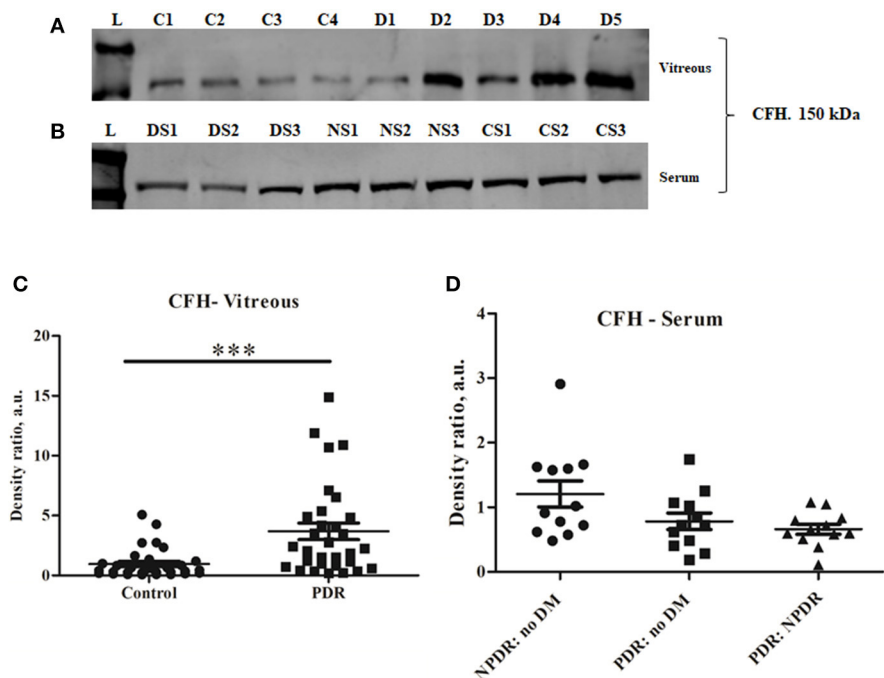 A
L C1 C2 C3 C4 D1 D2 D3 D4 D5
Vitreous
CFH. 150 kDa
B
L DS1 DS2 DS3 NS1 NS2 NS3 CS1 CS2 CS3
Serum
C
CFH- Vitreous
***
Density ratio, a.u.
20
15
10
5
0
Control PDR
D
CFH - Serum
Density ratio, a.u.
4
3
2
1
0
NPDR: no DM
PDR: no DM
PDR: NPDR